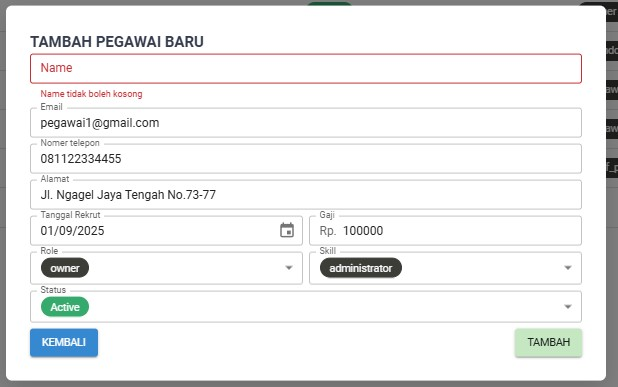 TAMBAH PEGAWAI BARU
Name
Name tidak boleh kosong
Email
pegawai1@gmail.com
Nomer telepon
081122334455
Alamat
Jl. Ngagel Jaya Tengah No.73-77
Tanggal Rekrut
01/09/2025
Gaji
Rp. 100000
Role
owner
Skill
administrator
Status
Active
KEMBALI
TAMBAH